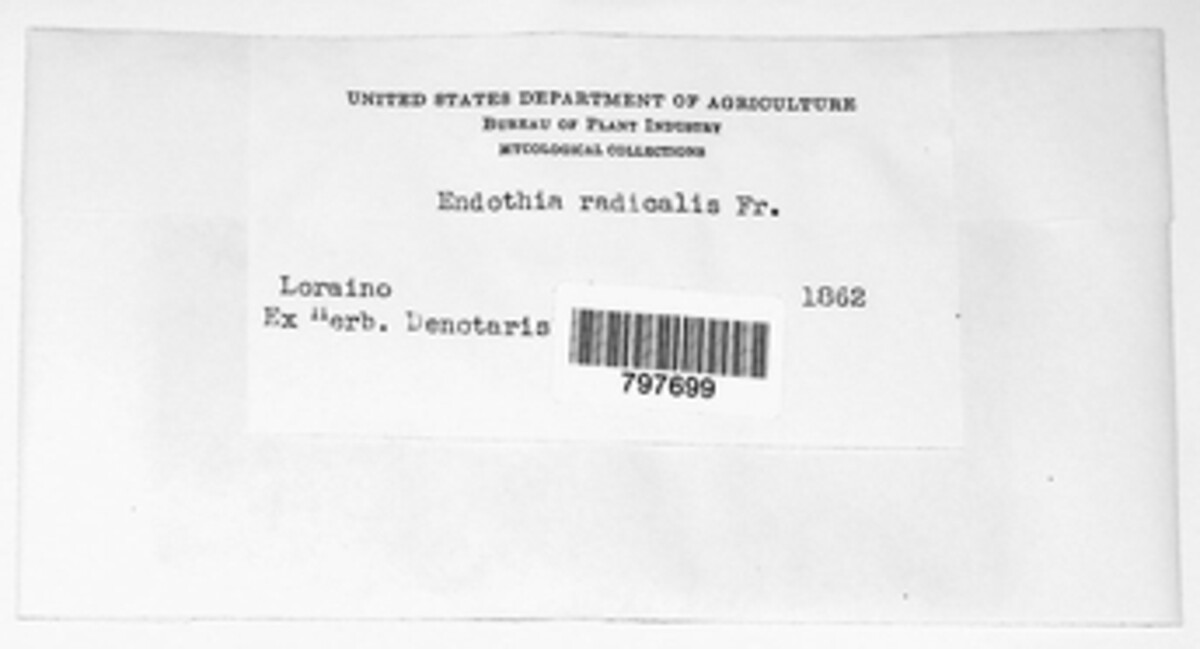 UNITED STATES DEPARTMENT OF AGRICULTURE
BUREAU OF PLANT INDUSTRY
MYCOLOGICAL COLLECTIONS
Endothia radicalis Fr.
Loraino
1862
Ex Herb. Denotaris
797699